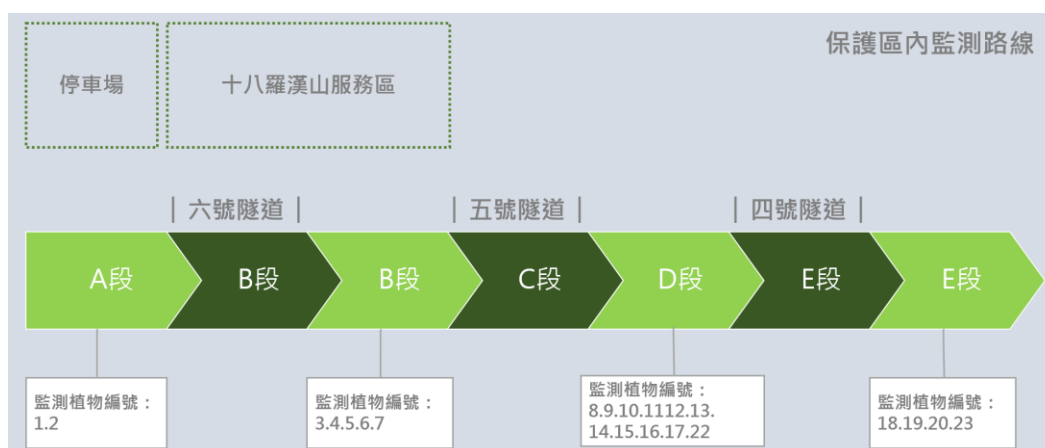 保護區內監測路線
停車場
十八羅漢山服務區
| 六號隧道 |
| 五號隧道 |
| 四號隧道 |
A段
B段
B段
C段
D段
E段
E段
監測植物編號：
1.2
監測植物編號：
3.4.5.6.7
監測植物編號：
8.9.10.1112.13.
14.15.16.17.22
監測植物編號：
18.19.20.23